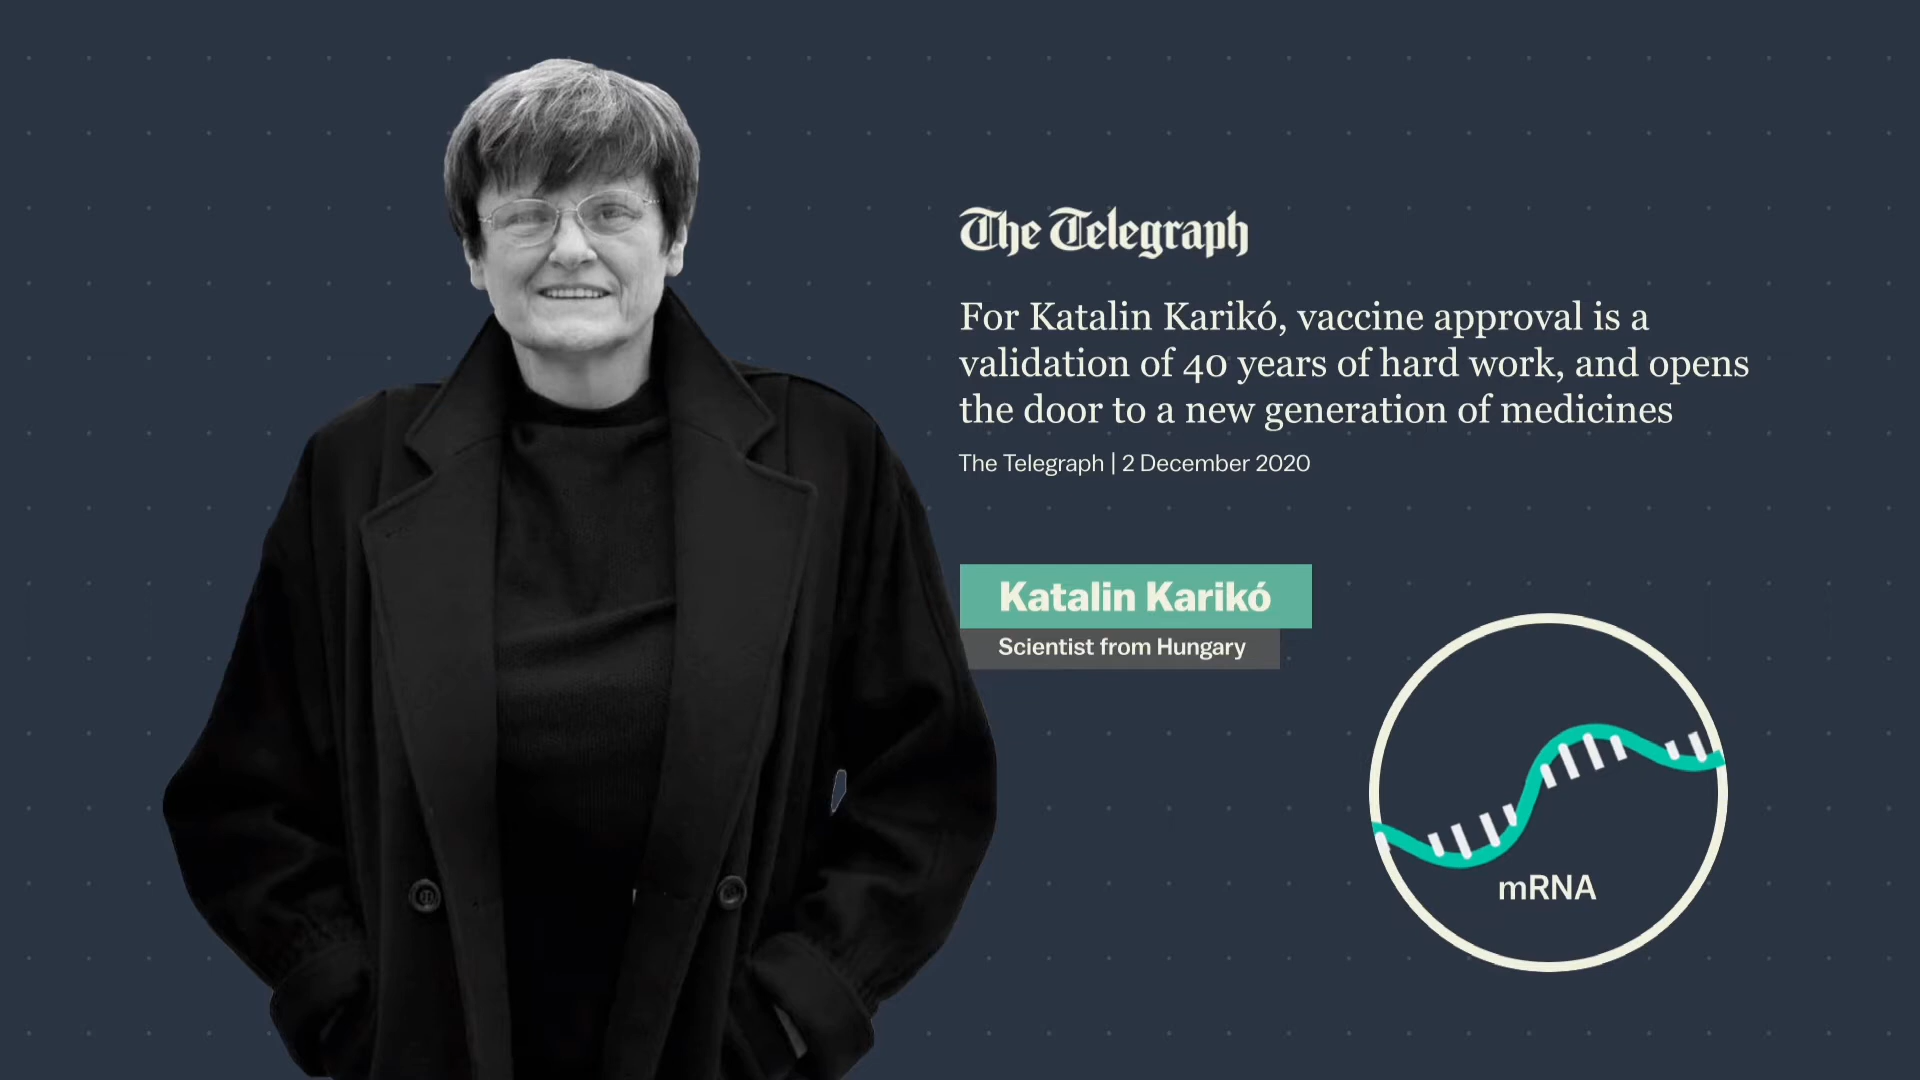 The Telegraph
For Katalin Karikó, vaccine approval is a
validation of 40 years of hard work, and opens
the door to a new generation of medicines
The Telegraph | 2 December 2020
Katalin Karikó
Scientist from Hungary
mRNA